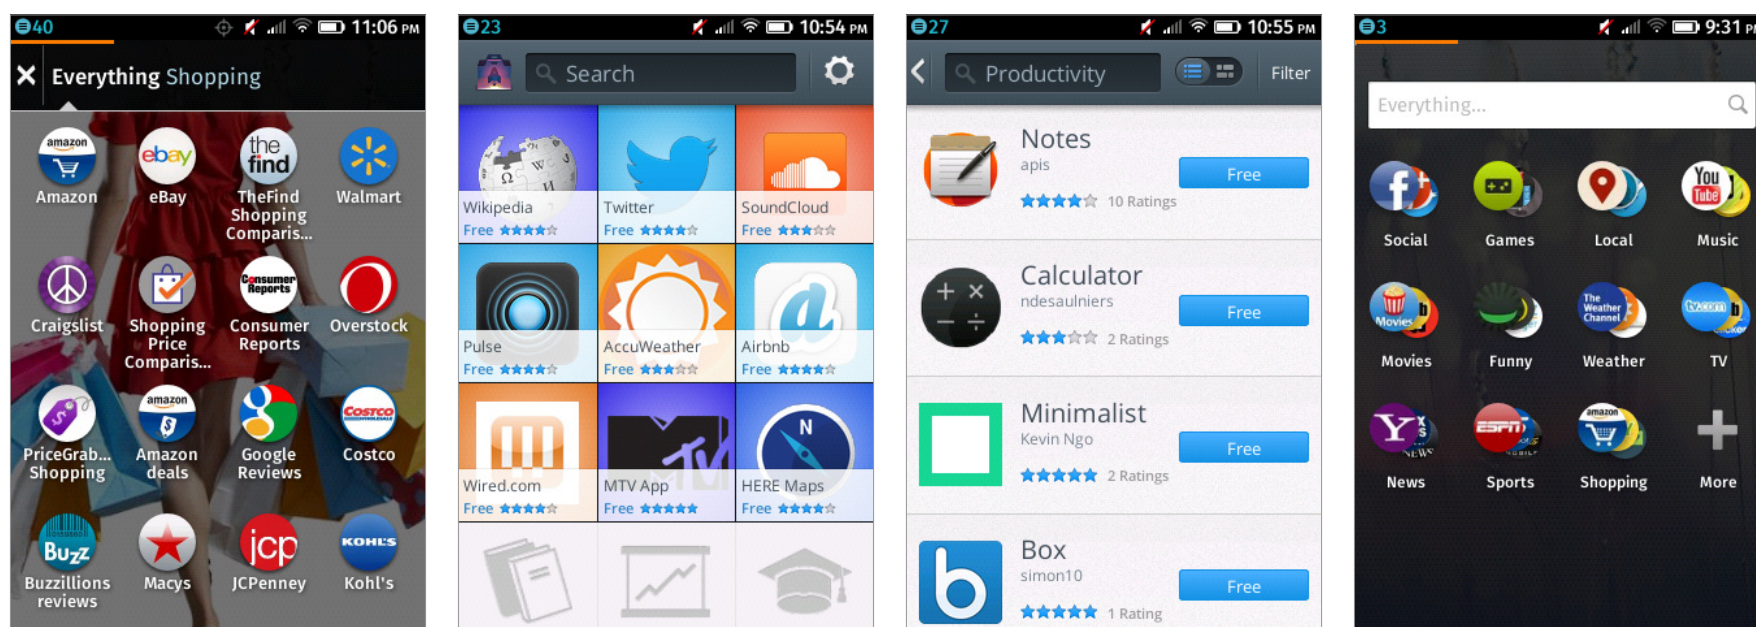 40
11:06 PM
Everything Shopping
amazon
ebay
the find
Amazon
eBay
TheFind
Shopping
Comparis...
Walmart
Consumer
Reports
Craigslist
Shopping
Price
Comparis...
Consumer
Reports
Overstock
amazon
COSTCO
WHOLESALE
PriceGrab...
Shopping
Amazon
deals
Google
Reviews
Costco
Buzz
jcp
KOHL'S
Buzzillions
reviews
Macys
JCPenney
Kohl's
23
10:54 PM
Search
Wikipedia
Twitter
SoundCloud
Free
Free
Free
Pulse
AccuWeather
Airbnb
Free
Free
Free
N
Wired.com
MTV App
HERE Maps
Free
Free
Free
27
10:55 PM
Productivity
Filter
Notes
apis
Free
10 Ratings
Calculator
ndesaulniers
Free
2 Ratings
Minimalist
Kevin Ngo
Free
2 Ratings
Box
simon10
Free
1 Rating
3
9:31 PM
Everything...
You
Tube
Social
Games
Local
Music
Movies
The
Weather
Channel
tv.com
Movies
Funny
Weather
TV
Y
NEWS
ESPN
amazon
News
Sports
Shopping
More